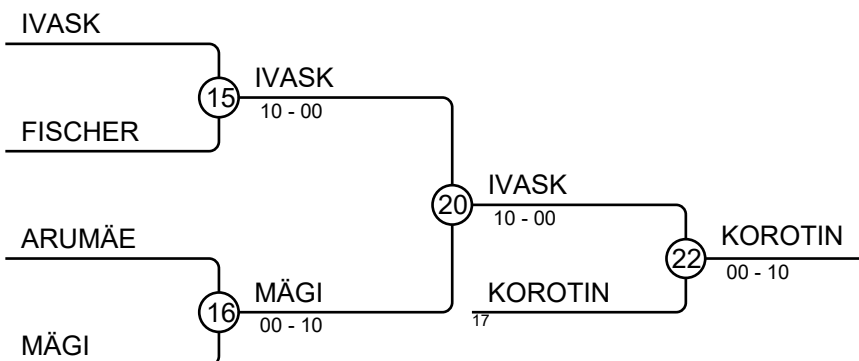 IVASK
15
IVASK
10 - 00
FISCHER
20
IVASK
10 - 00
ARUMÄE
22
KOROTIN
00 - 10
16
MÄGI
00 - 10
KOROTIN
17
MÄGI